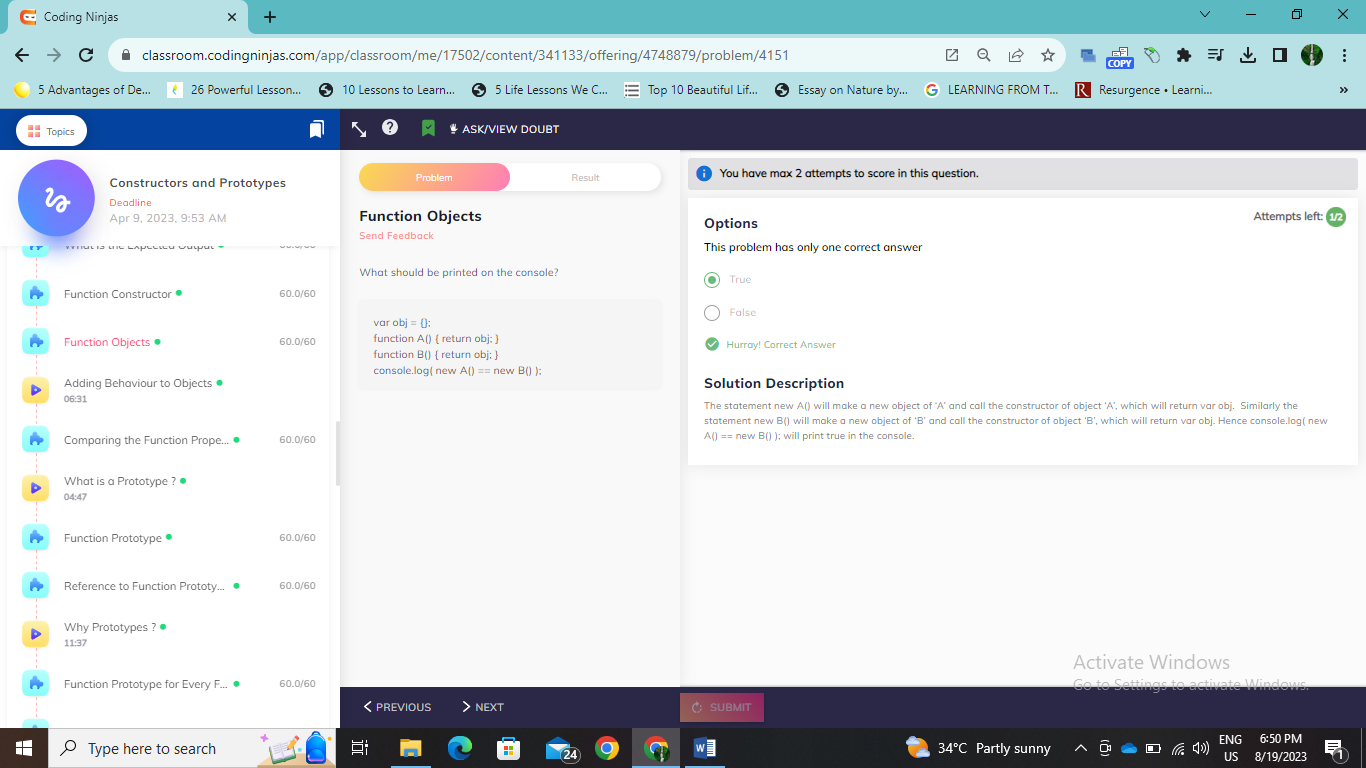 Coding Ninjas
classroom.codingninjas.com/app/classroom/me/17502/content/341133/offering/4748879/problem/4151
COPY
5 Advantages of De...
26 Powerful Lesson...
10 Lessons to Learn...
5 Life Lessons We C...
Top 10 Beautiful Lif...
Essay on Nature by...
LEARNING FROM T...
Resurgence • Learni...
»
Topics
ASK/VIEW DOUBT
Constructors and Prototypes
Deadline
Apr 9, 2023, 9:53 AM
What is the Expected Output
60.0/60
Function Constructor
60.0/60
Function Objects
60.0/60
Adding Behaviour to Objects
06:31
Comparing the Function Prope...
60.0/60
What is a Prototype ?
04:47
Function Prototype
60.0/60
Reference to Function Prototy...
60.0/60
Why Prototypes ?
11:37
Function Prototype for Every F...
60.0/60
Problem
Result
Function Objects
Send Feedback
What should be printed on the console?
var obj = {};
function A() { return obj; }
function B() { return obj; }
console.log( new A() == new B() );
PREVIOUS
NEXT
You have max 2 attempts to score in this question.
Options
Attempts left: 1/2
This problem has only one correct answer
True
False
Hurray! Correct Answer
Solution Description
The statement new A() will make a new object of ‘A’ and call the constructor of object ‘A’, which will return var obj. Similarly the
statement new B() will make a new object of ‘B’ and call the constructor of object ‘B’, which will return var obj. Hence console.log( new
A() == new B() ); will print true in the console.
Activate Windows
Go to Settings to activate Windows.
SUBMIT
Type here to search
24
34°C Partly sunny
ENG
US
6:50 PM
8/19/2023
1